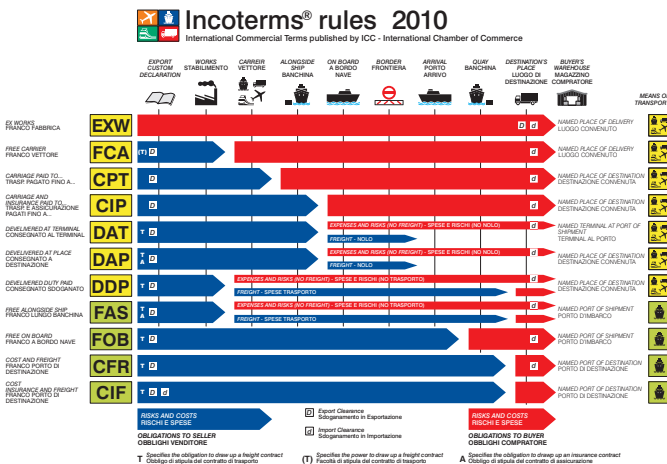 Incoterms® rules 2010
International Commercial Terms published by ICC - International Chamber of Commerce
EXPORT
CUSTOM
DECLARATION
WORKS
STABILIMENTO
CARRIER
VETTORE
ALONGSIDE
SHIP
BANCHINA
ON BOARD
A BORDO
NAVE
BORDER
FRONTIERA
ARRIVAL
PORTO
ARRIVO
QUAY
BANCHINA
DESTINATION'S
PLACE
LUOGO DI
DESTINAZIONE
BUYER'S
WAREHOUSE
MAGAZZINO
COMPRATORE
MEANS OF
TRANSPORT
EX WORKS
FRANCO FABBRICA
EXW
D d
NAMED PLACE OF DELIVERY
LUOGO CONVENUTO
FREE CARRIER
FRANCO VETTORE
FCA
(T) D
d
NAMED PLACE OF DELIVERY
LUOGO CONVENUTO
CARRIAGE PAID TO...
TRASP. PAGATO FINO A...
CPT
D
d
NAMED PLACE OF DESTINATION
DESTINAZIONE CONVENUTA
CARRIAGE AND
INSURANCE PAID TO...
TRASP. E ASSICURAZIONE
PAGATI FINO A...
CIP
D
d
NAMED PLACE OF DESTINATION
DESTINAZIONE CONVENUTA
DEVELIVERED AT TERMINAL
CONSEGNATO AL TERMINAL
DAT
T D
EXPENSES AND RISKS (NO FREIGHT) - SPESE E RISCHI (NO NOLO)
d
FREIGHT - NOLO
NAMED TERMINAL AT PORT OF
SHIPMENT
TERMINAL AL PORTO
DEVELIVERED AT PLACE
CONSEGNATO A
DESTINAZIONE
DAP
D
EXPENSES AND RISKS (NO FREIGHT) - SPESE E RISCHI (NO NOLO)
d
FREIGHT - NOLO
NAMED PLACE OF DESTINATION
DESTINAZIONE CONVENUTA
DEVELIVERED DUTY PAID
CONSEGNATO SDOGANATO
DDP
T D
EXPENSES AND RISKS (NO FREIGHT) - SPESE E RISCHI (NO TRASPORTO)
d
FREIGHT - SPESE TRASPORTO
NAMED PLACE OF DESTINATION
DESTINAZIONE CONVENUTA
FREE ALONGSIDE SHIP
FRANCO LUNGO BANCHINA
FAS
D
EXPENSES AND RISKS (NO FREIGHT) - SPESE E RISCHI (NO TRASPORTO)
d
FREIGHT - SPESE TRASPORTO
NAMED PORT OF SHIPMENT
PORTO D'IMBARCO
FREE ON BOARD
FRANCO A BORDO NAVE
FOB
T D
d
NAMED PORT OF SHIPMENT
PORTO D'IMBARCO
COST AND FREIGHT
FRANCO PORTO DI
DESTINAZIONE
CFR
T D
d
NAMED PORT OF DESTINATION
PORTO DI DESTINAZIONE
COST
INSURANCE AND FREIGHT
FRANCO PORTO DI
DESTINAZIONE
CIF
T D d
NAMED PORT OF DESTINATION
PORTO DI DESTINAZIONE
RISKS AND COSTS
RISCHI E SPESE
OBLIGATIONS TO SELLER
OBBLIGHI VENDITORE
D Export Clearance
Sdoganamento in Esportazione
d Import Clearance
Sdoganamento in Importazione
RISKS AND COSTS
RISCHI E SPESE
OBLIGATIONS TO BUYER
OBBLIGHI COMPRATORE
T Specifies the obligation to draw up a freight contract
Obbligo di stipula del contratto di trasporto
(T) Specifies the power to draw up a freight contract
Facoltà di stipula del contratto di trasporto
A Specifies the obligation to drawup an insurance contract
Obbligo di stipula del contratto di assicurazione